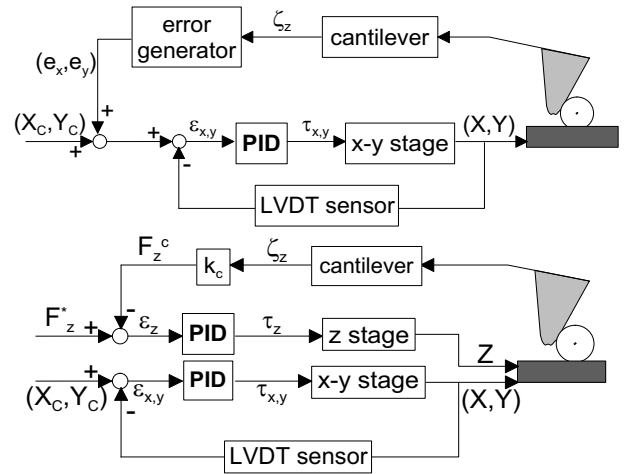 error generator
ζz
cantilever
(ex,ey)
+
(XC,YC)
+
+
εx,y
PID
τx,y
x-y stage
(X,Y)
-
LVDT sensor
Fzc
kc
ζz
cantilever
-
F*z
+
εz
PID
τz
z stage
Z
+
(XC,YC)
εx,y
PID
τx,y
x-y stage
(X,Y)
-
LVDT sensor